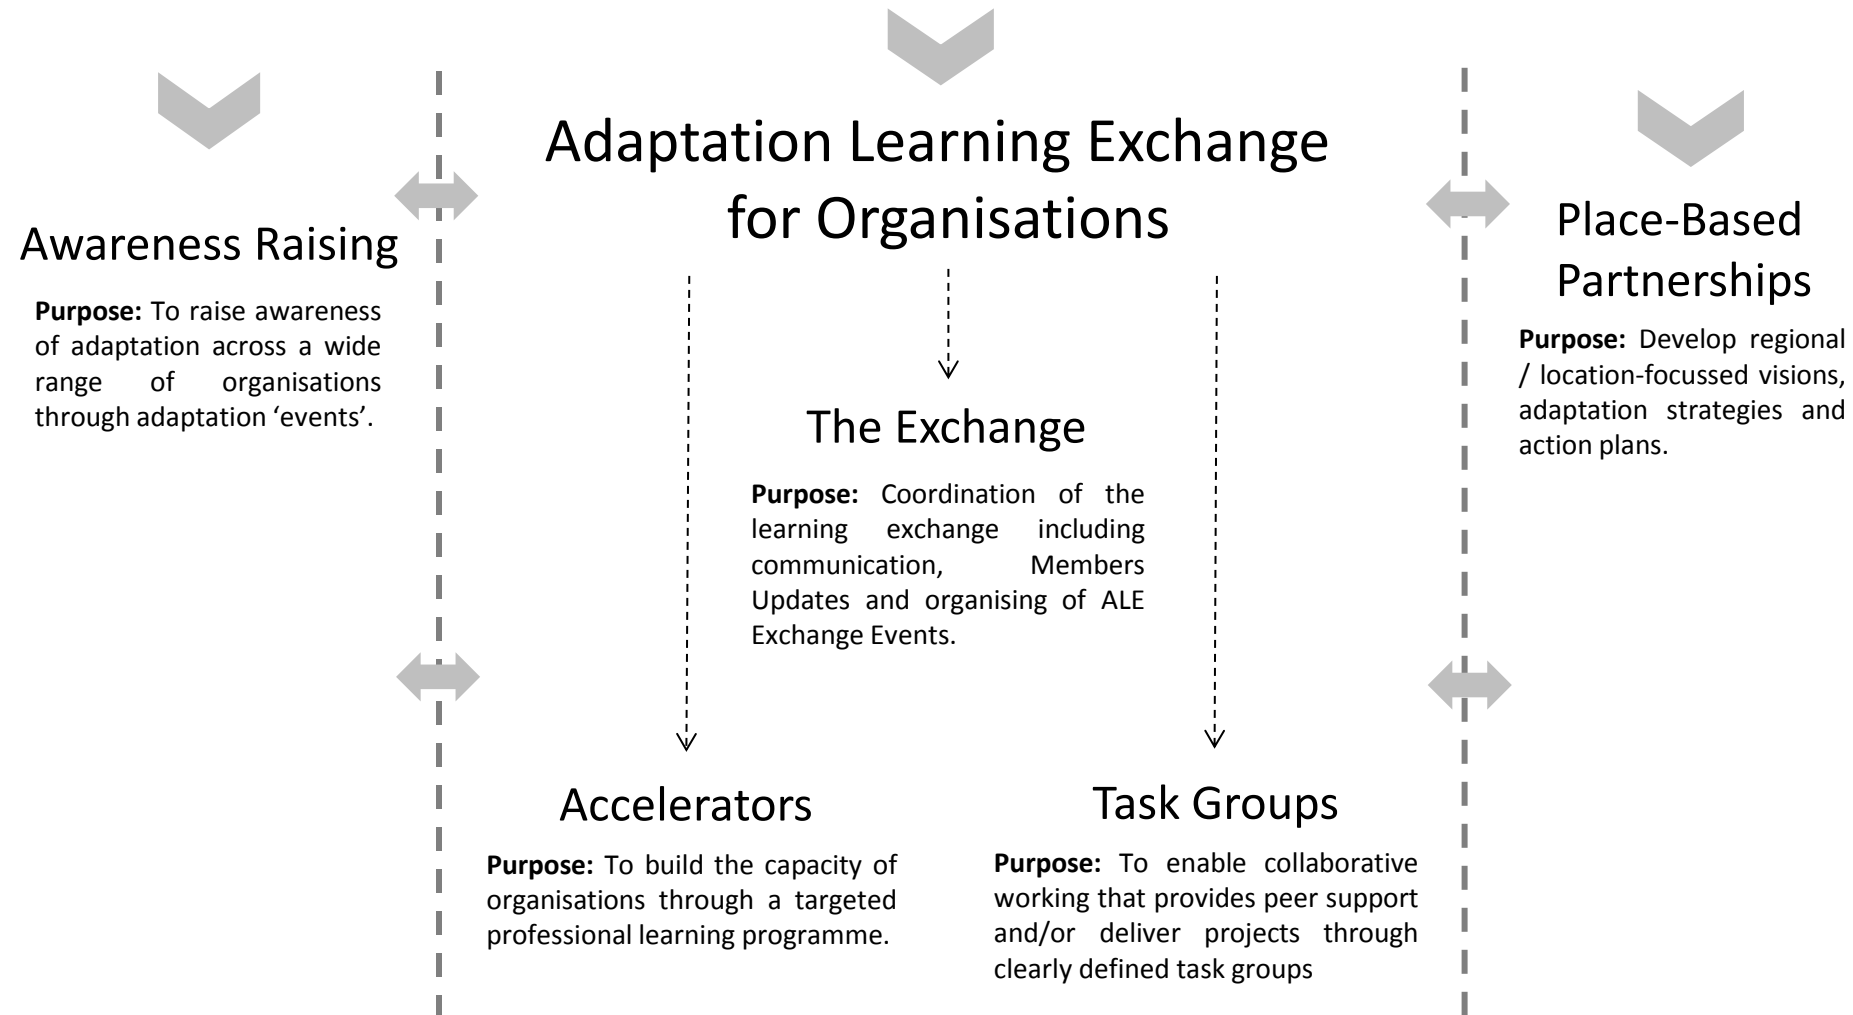 Adaptation Learning Exchange
for Organisations
Awareness Raising
Purpose: To raise awareness
of adaptation across a wide
range of organisations
through adaptation ‘events’.
Place-Based
Partnerships
Purpose: Develop regional
/ location-focussed visions,
adaptation strategies and
action plans.
The Exchange
Purpose: Coordination of the
learning exchange including
communication, Members
Updates and organising of ALE
Exchange Events.
Accelerators
Purpose: To build the capacity of
organisations through a targeted
professional learning programme.
Task Groups
Purpose: To enable collaborative
working that provides peer support
and/or deliver projects through
clearly defined task groups